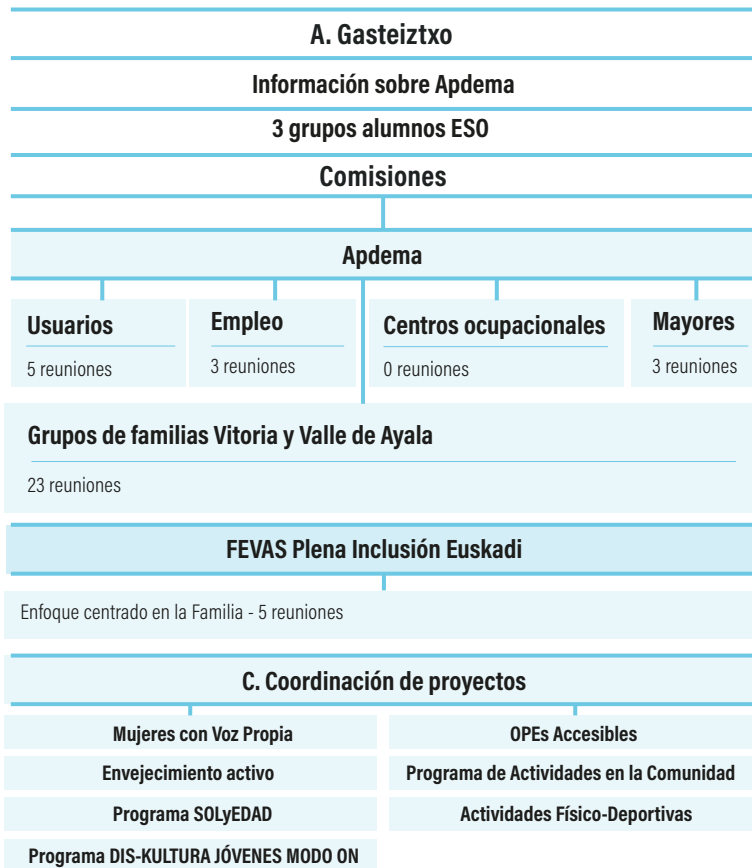 A. Gasteiztxo
Información sobre Apdema
3 grupos alumnos ESO
Comisiones
Apdema
Usuarios
5 reuniones
Empleo
3 reuniones
Centros ocupacionales
0 reuniones
Mayores
3 reuniones
Grupos de familias Vitoria y Valle de Ayala
23 reuniones
FEVAS Plena Inclusión Euskadi
Enfoque centrado en la Familia - 5 reuniones
C. Coordinación de proyectos
Mujeres con Voz Propia
Envejecimiento activo
Programa SOLyEDAD
Programa DIS-KULTURA JÓVENES MODO ON
OPEs Accesibles
Programa de Actividades en la Comunidad
Actividades Físico-Deportivas